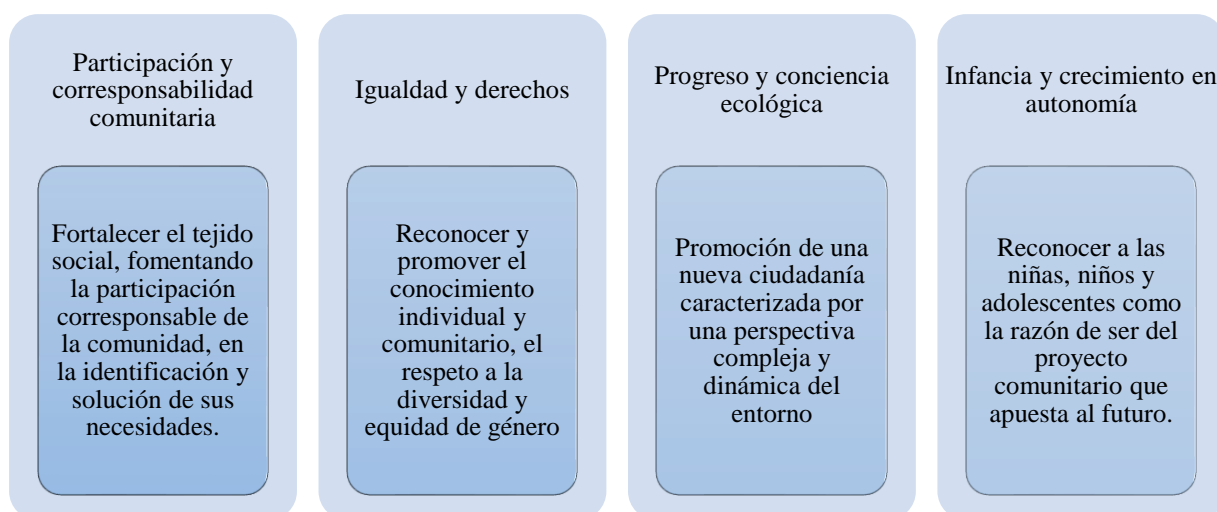 Participación y
corresponsabilidad
comunitaria
Fortalecer el tejido
social, fomentando
la participación
corresponsable de
la comunidad, en
la identificación y
solución de sus
necesidades.
Igualdad y derechos
Reconocer y
promover el
conocimiento
individual y
comunitario, el
respeto a la
diversidad y
equidad de género
Progreso y conciencia
ecológica
Promoción de una
nueva ciudadanía
caracterizada por
una perspectiva
compleja y
dinámica del
entorno
Infancia y crecimiento en
autonomía
Reconocer a las
niñas, niños y
adolescentes como
la razón de ser del
proyecto
comunitario que
apuesta al futuro.